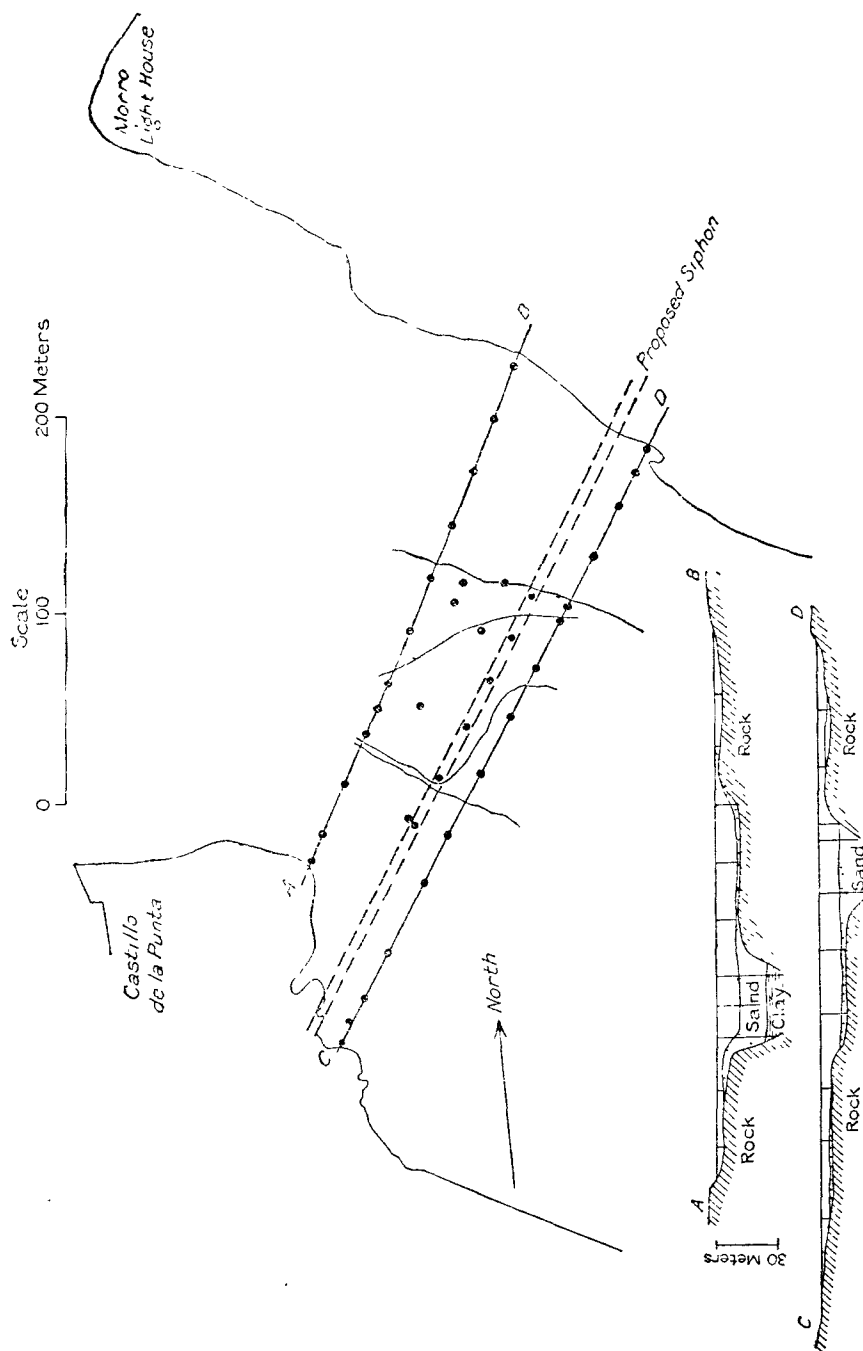 Morro
Light House
Scale
0 100 200 Meters
Castillo
de la Punta
A
B
Proposed Siphon
C
D
North
A
B
Rock
Sand
Clay
Rock
30 Meters
C
D
Rock
Sand
Rock